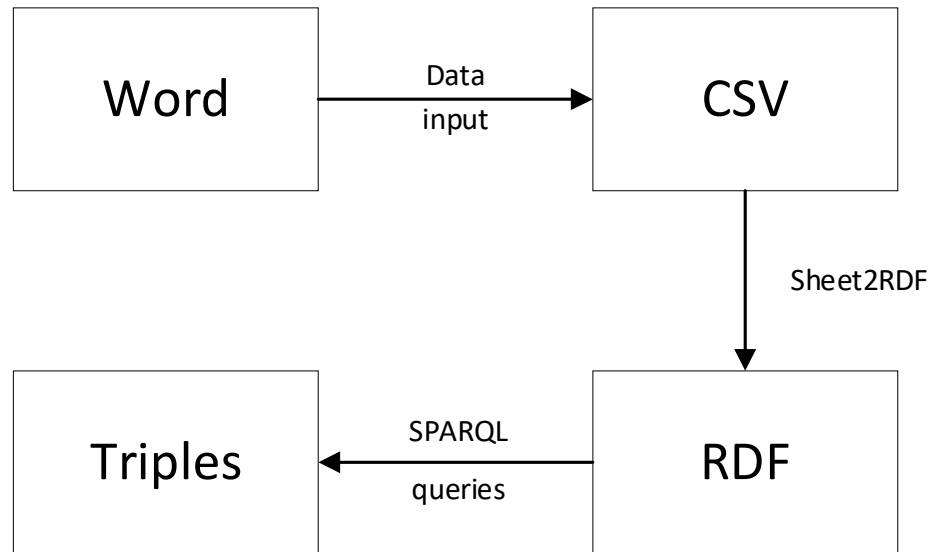 Word
Data
input
CSV
Sheet2RDF
Triples
SPARQL
queries
RDF